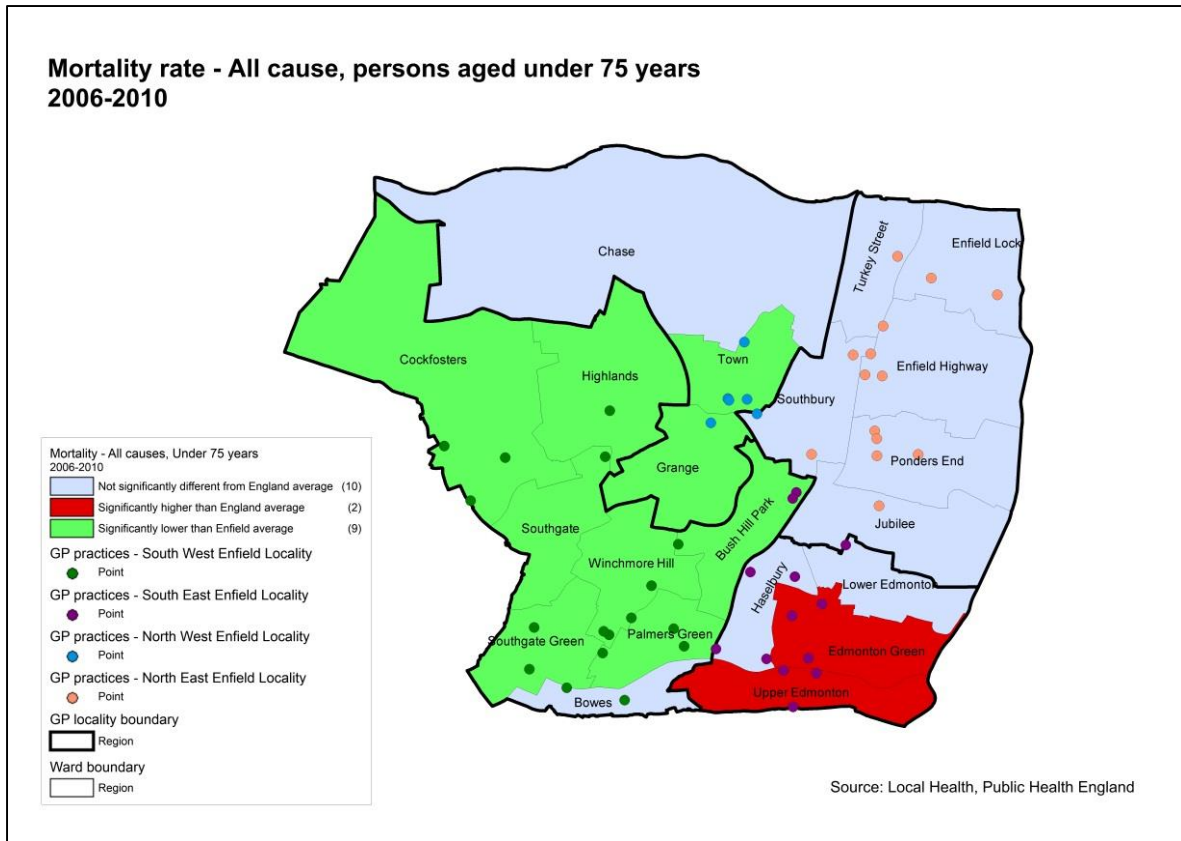 Mortality rate - All cause, persons aged under 75 years
2006-2010
Chase
Turkey Street
Enfield Lock
Cockfosters
Highlands
Town
Enfield Highway
Southbury
Grange
Ponders End
Bush Hill Park
Southgate
Jubilee
Winchmore Hill
Haselbury
Lower Edmonton
Southgate Green
Palmers Green
Edmonton Green
Upper Edmonton
Bowes
Mortality - All causes, Under 75 years
2006-2010
Not significantly different from England average (10)
Significantly higher than England average (2)
Significantly lower than Enfield average (9)
GP practices - South West Enfield Locality
Point
GP practices - South East Enfield Locality
Point
GP practices - North West Enfield Locality
Point
GP practices - North East Enfield Locality
Point
GP locality boundary
Region
Ward boundary
Region
Source: Local Health, Public Health England